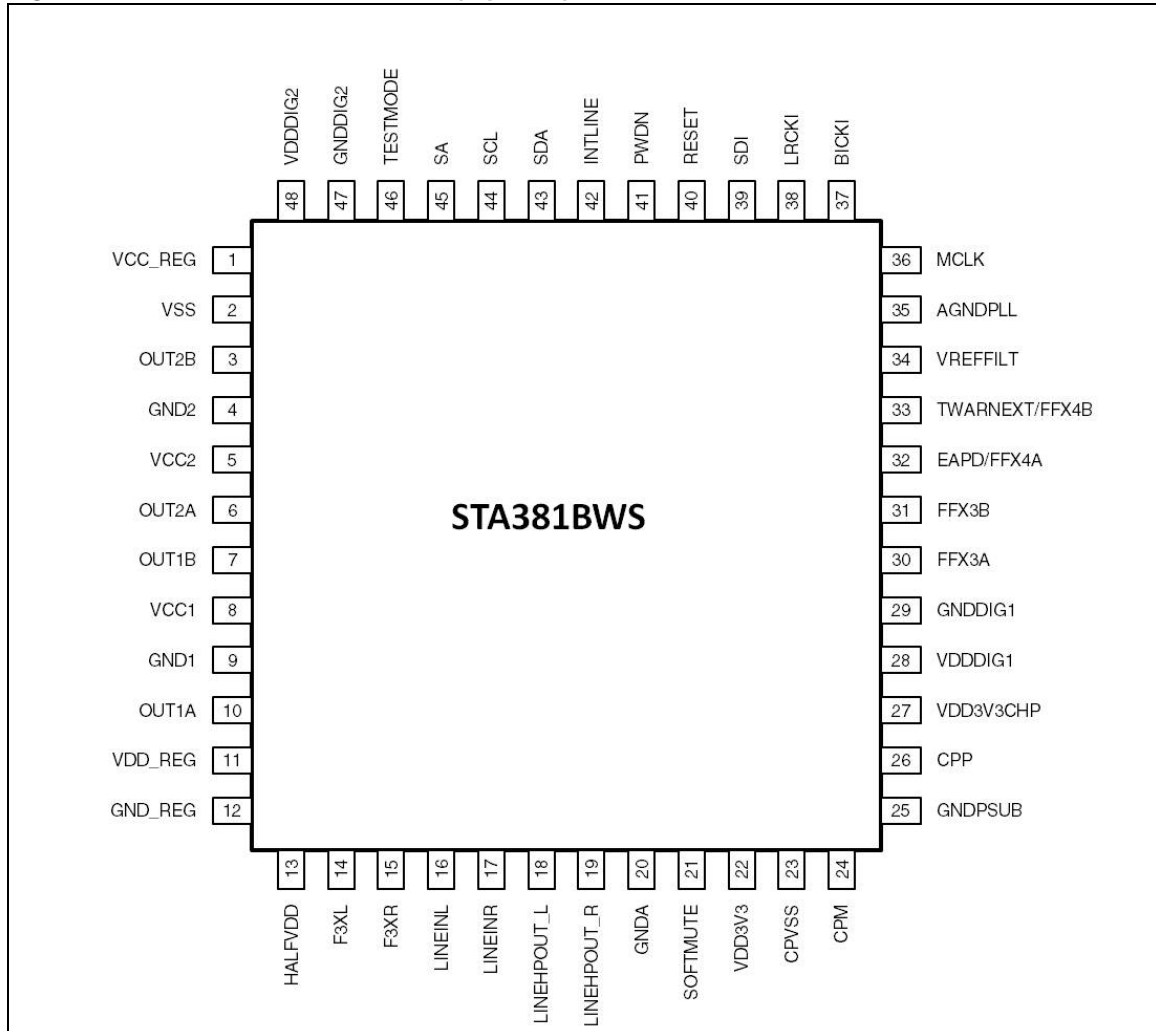 VDDDIG2
GNDDIG2
TESTMODE
SA
SCL
SDA
INTLINE
PWDN
RESET
SDI
LRCKI
BICKI
48
47
46
45
44
43
42
41
40
39
38
37
VCC_REG 1
VSS 2
OUT2B 3
GND2 4
VCC2 5
OUT2A 6
OUT1B 7
VCC1 8
GND1 9
OUT1A 10
VDD_REG 11
GND_REG 12
STA381BWS
36 MCLK
35 AGNDPLL
34 VREFFILT
33 TWARNEXT/FFX4B
32 EAPD/FFX4A
31 FFX3B
30 FFX3A
29 GNDDIG1
28 VDDDIG1
27 VDD3V3CHP
26 CPP
25 GNDPSUB
13
14
15
16
17
18
19
20
21
22
23
24
HALFVDD
F3XL
F3XR
LINEINL
LINEINR
LINEHPOUT_L
LINEHPOUT_R
GNDA
SOFTMUTE
VDD3V3
CPVSS
CPM